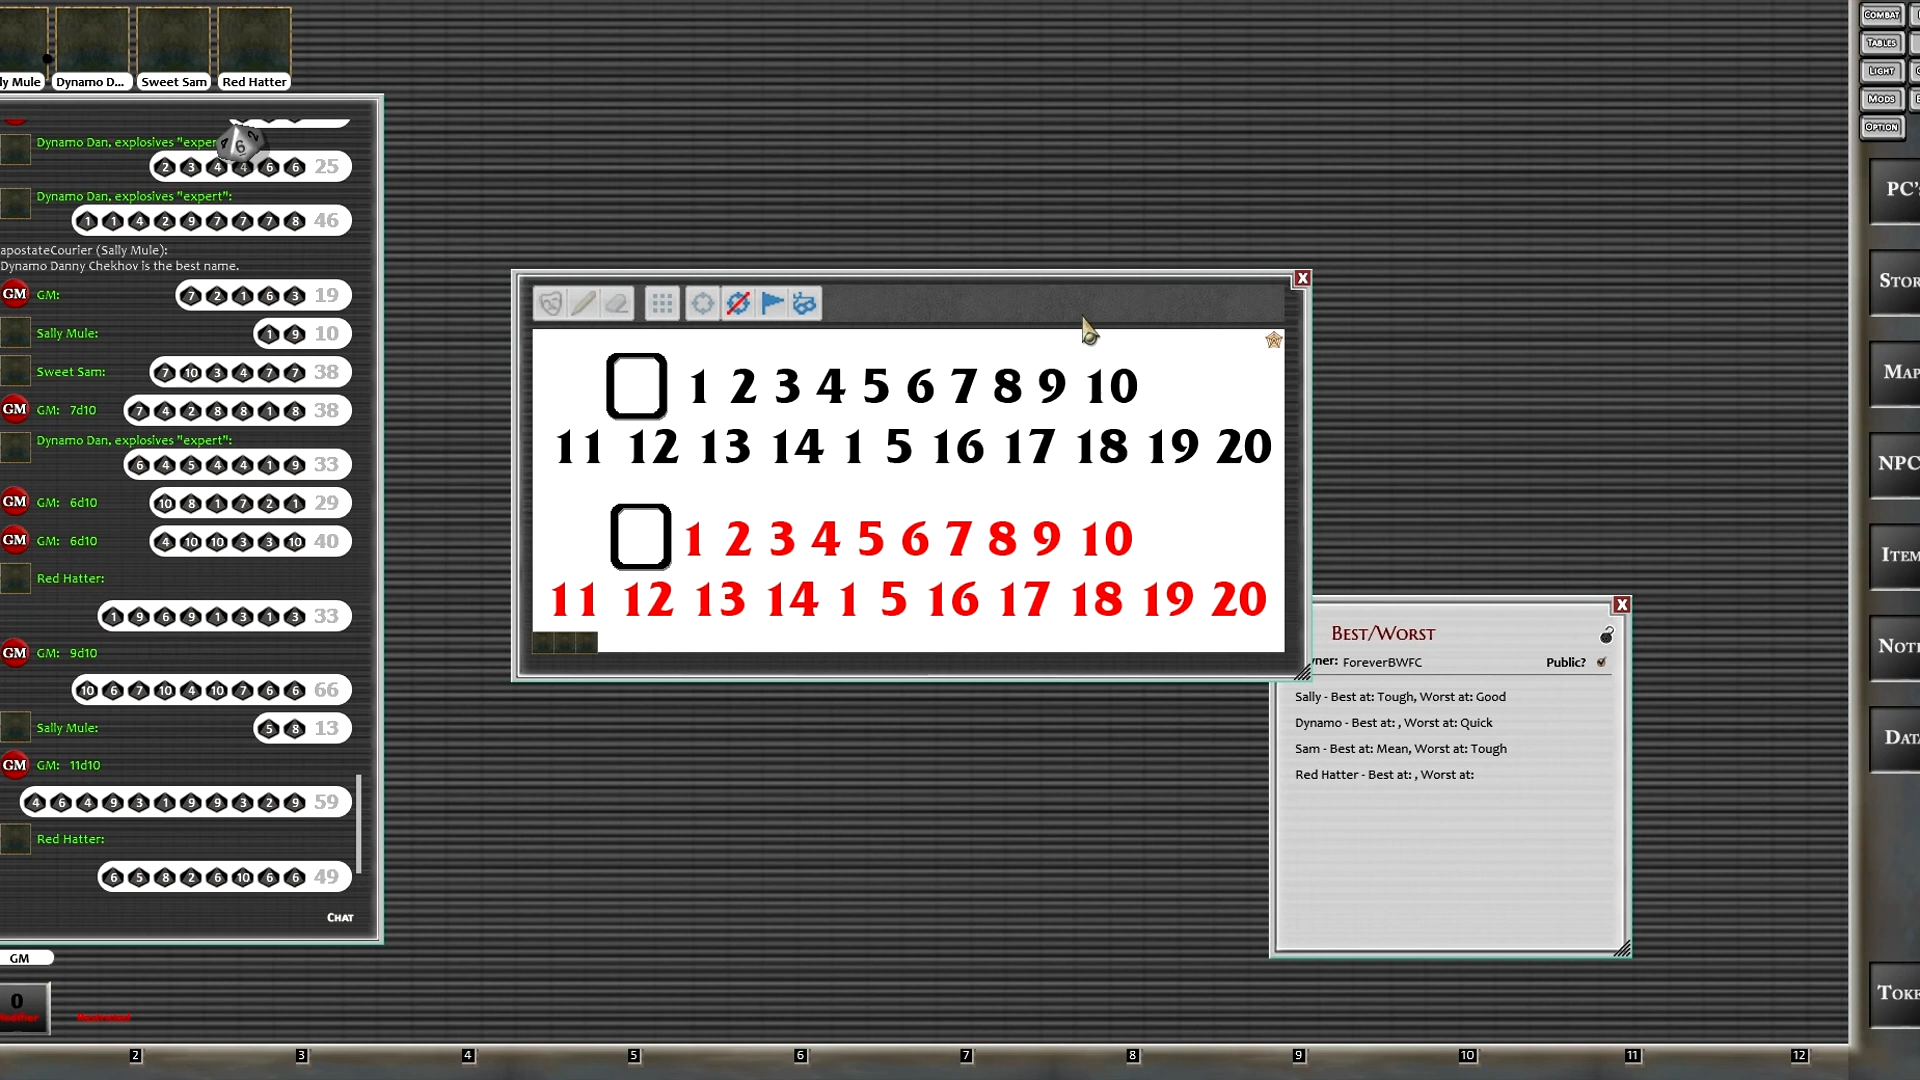 ly Mule Dynamo D... Sweet Sam Red Hatter
Dynamo Dan, explosives "exper
2 3 4 4 6 6 25
Dynamo Dan, explosives "expert":
1 1 4 2 9 7 7 7 8 46
apostateCourier (Sally Mule):
Dynamo Danny Chekhov is the best name.
GM GM: 7 2 1 6 3 19
Sally Mule: 1 9 10
Sweet Sam: 7 10 3 4 7 7 38
GM GM: 7d10 7 4 2 8 8 1 8 38
Dynamo Dan, explosives "expert":
6 4 5 4 4 1 9 33
GM GM: 6d10 10 8 1 7 2 1 29
GM GM: 6d10 4 10 10 3 3 10 40
Red Hatter:
1 9 6 9 1 3 1 3 33
GM GM: 9d10
10 6 7 10 4 10 7 6 6 66
Sally Mule: 5 8 13
GM GM: 11d10
4 6 4 9 3 1 9 9 3 2 9 59
Red Hatter:
6 5 8 2 6 10 6 6 49
Chat
GM
0
2 3 4 5 6 7 8 9 10 11 12
X
1 2 3 4 5 6 7 8 9 10
11 12 13 14 1 5 16 17 18 19 20
1 2 3 4 5 6 7 8 9 10
11 12 13 14 1 5 16 17 18 19 20
X
Best/Worst
ner: ForeverBWFC Public?
Sally - Best at: Tough, Worst at: Good
Dynamo - Best at: , Worst at: Quick
Sam - Best at: Mean, Worst at: Tough
Red Hatter - Best at: , Worst at:
Combat
Tables
Light
Mods
Option
PC's
Stor
Map
NPC
Item
Note
Data
Toke